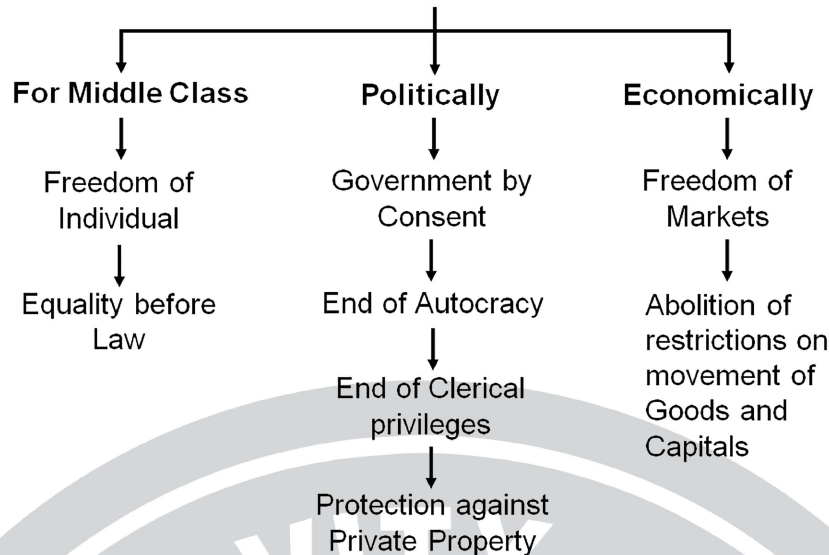 For Middle Class
Freedom of
Individual
Equality before
Law
Politically
Government by
Consent
End of Autocracy
End of Clerical
privileges
Protection against
Private Property
Economically
Freedom of
Markets
Abolition of
restrictions on
movement of
Goods and
Capitals